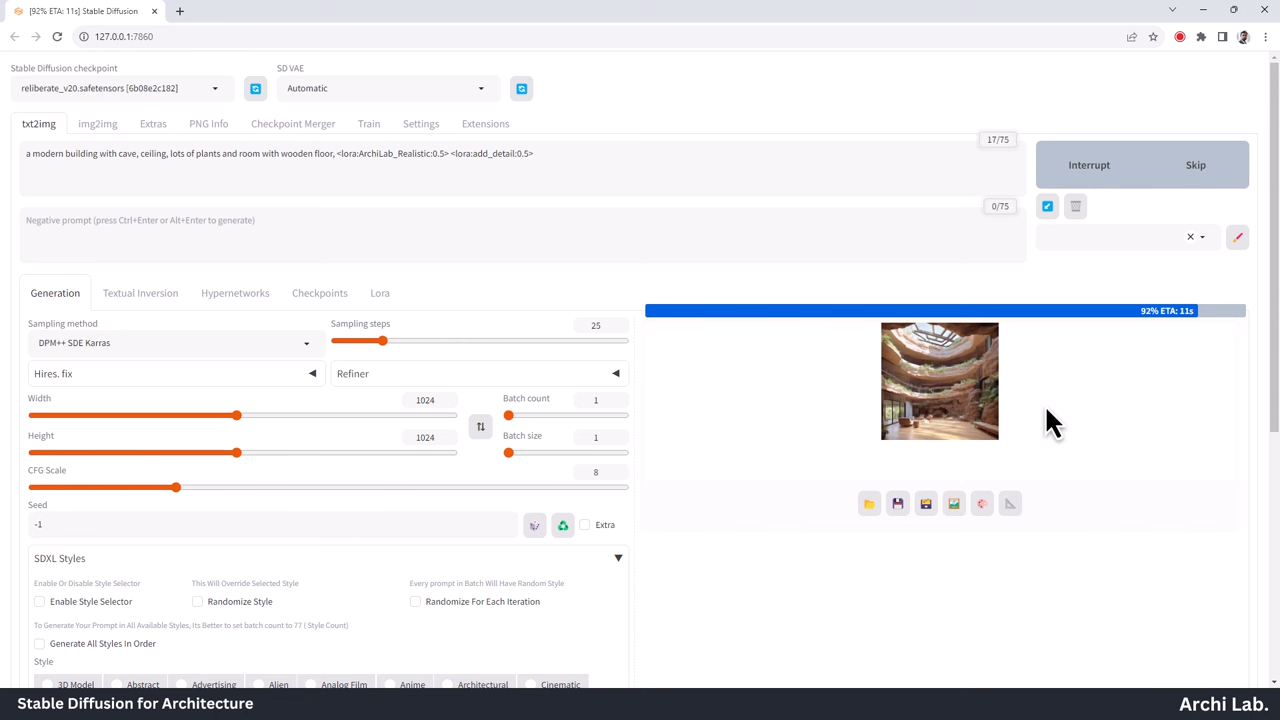 [92% ETA: 11s] Stable Diffusion
127.0.0.1:7860
Stable Diffusion checkpoint
SD VAE
reliberate_v20.safetensors [6b08e2c182]
Automatic
txt2img
img2img
Extras
PNG Info
Checkpoint Merger
Train
Settings
Extensions
17/75
a modern building with cave, ceiling, lots of plants and room with wooden floor, <lora:ArchiLab_Realistic:0.5> <lora:add_detail:0.5>
Interrupt
Skip
0/75
Negative prompt (press Ctrl+Enter or Alt+Enter to generate)
Generation
Textual Inversion
Hypernetworks
Checkpoints
Lora
92% ETA: 11s
Sampling method
Sampling steps
25
DPM++ SDE Karras
Hires. fix
Refiner
Width
1024
Batch count
1
Height
1024
Batch size
1
CFG Scale
8
Seed
-1
Extra
SDXL Styles
Enable Or Disable Style Selector
This Will Override Selected Style
Every prompt in Batch Will Have Random Style
Enable Style Selector
Randomize Style
Randomize For Each Iteration
To Generate Your Prompt in All Available Styles, Its Better to set batch count to 77 ( Style Count)
Generate All Styles In Order
Style
3D Model
Abstract
Advertising
Alien
Analog Film
Anime
Architectural
Cinematic
Stable Diffusion for Architecture
Archi Lab.